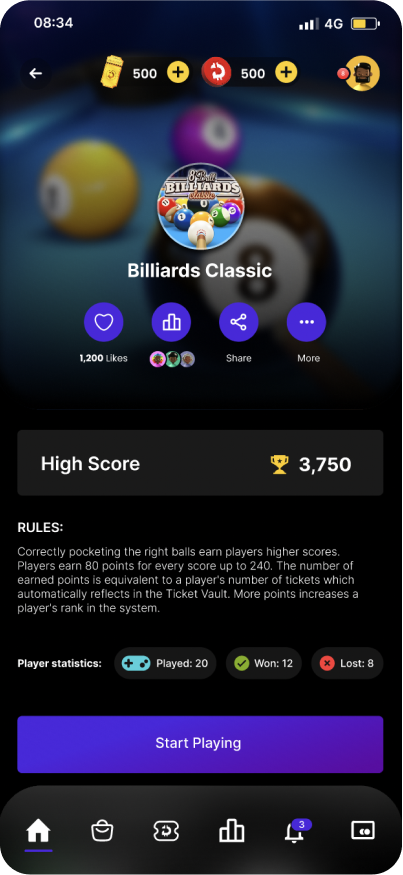 08:34
4G
500
500
8 Ball
BILLIARDS
classic
Billiards Classic
1,200 Likes
Share
More
High Score
3,750
RULES:
Correctly pocketing the right balls earn players higher scores.
Players earn 80 points for every score up to 240. The number of
earned points is equivalent to a player's number of tickets which
automatically reflects in the Ticket Vault. More points increases a
player's rank in the system.
Player statistics:
Played: 20
Won: 12
Lost: 8
Start Playing
3